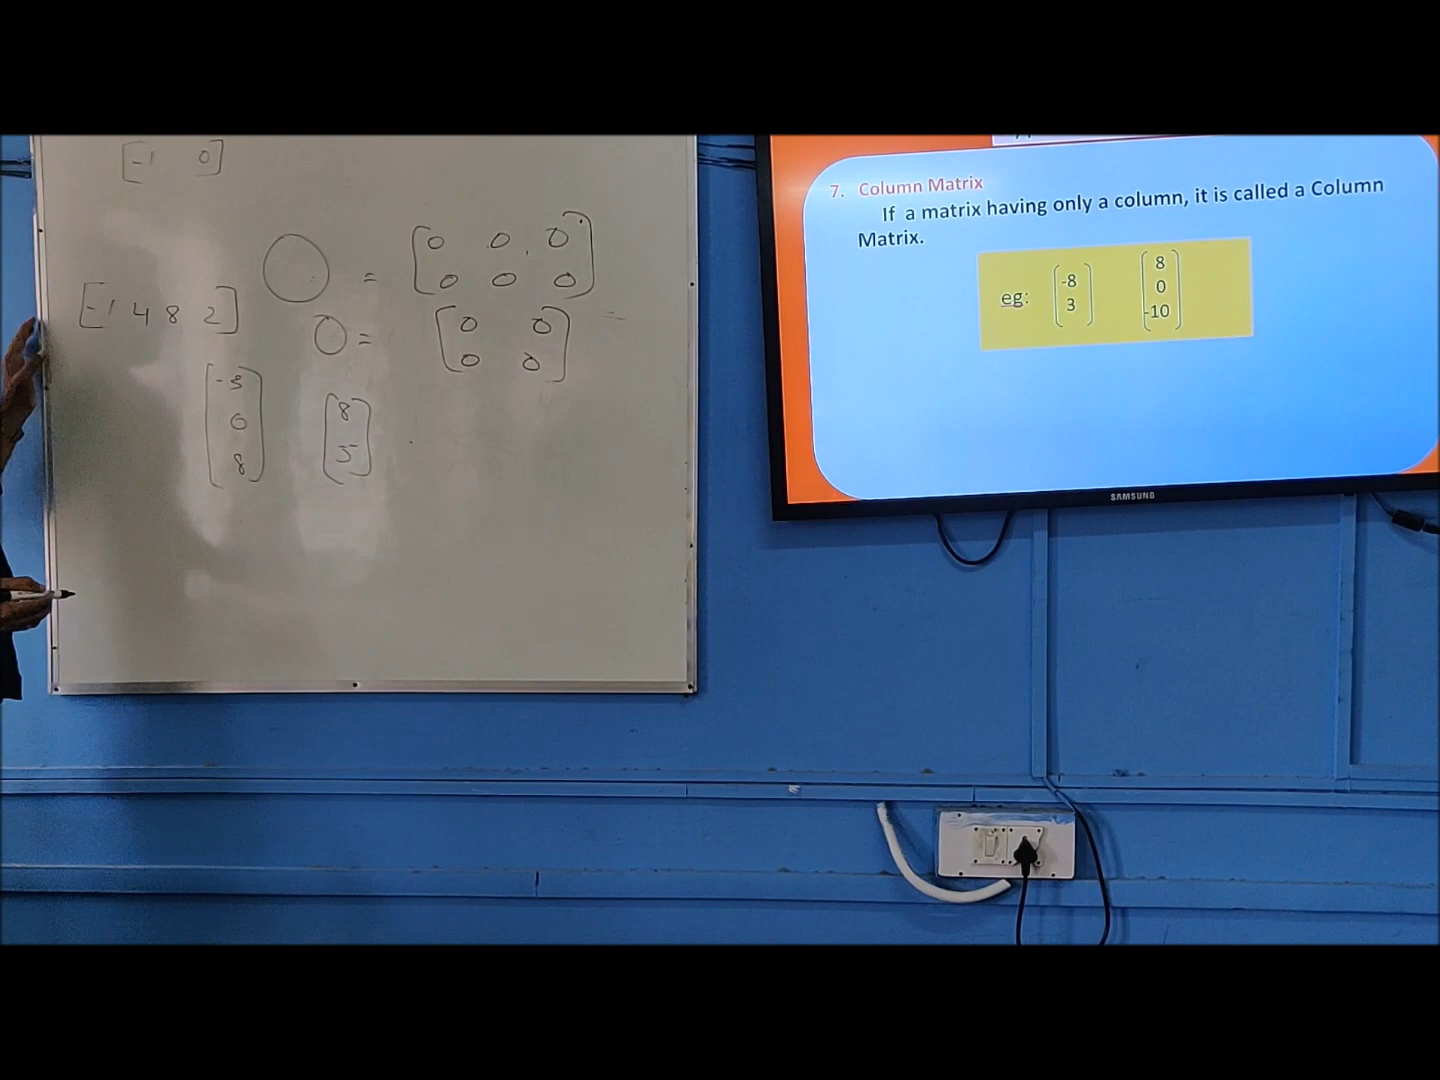 [-1 0]
O = [0 0 0
0 0 0]
[-1 4 8 2]
O = [0 0
0 0]
=
[-3
0
8]
[8
5]
7. Column Matrix
If a matrix having only a column, it is called a Column
Matrix.
eg: (-8
3)
(8
0
-10)
SAMSUNG